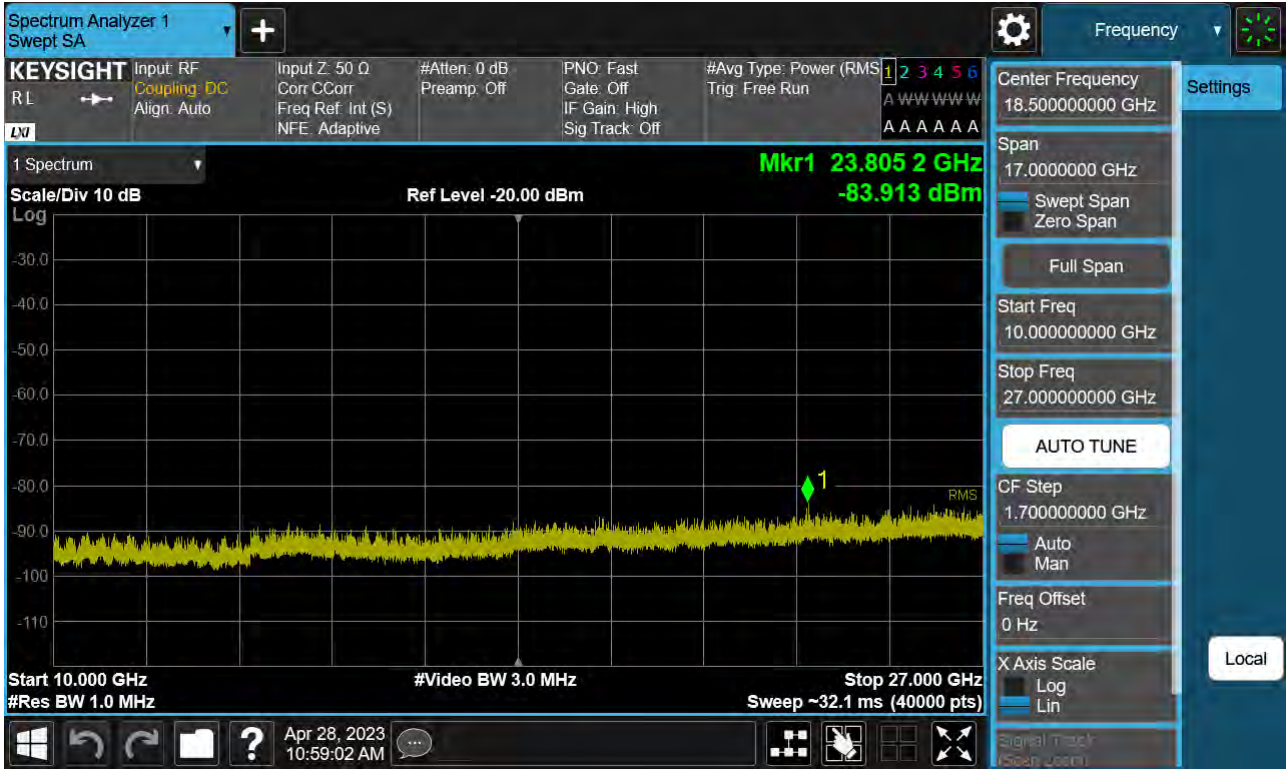 Spectrum Analyzer 1
Swept SA
+
Frequency
KEYSIGHT
RL
LXI
Input: RF
Coupling: DC
Align: Auto
Input Z: 50 Ω
Corr CCorr
Freq Ref: Int (S)
NFE: Adaptive
#Atten: 0 dB
Preamp: Off
PNO: Fast
Gate: Off
IF Gain: High
Sig Track: Off
#Avg Type: Power (RMS
Trig: Free Run
1 2 3 4 5 6
A W W W W W
A A A A A A
1 Spectrum
Scale/Div 10 dB
Ref Level -20.00 dBm
Mkr1 23.805 2 GHz
-83.913 dBm
Log
-30.0
-40.0
-50.0
-60.0
-70.0
-80.0
-90.0
-100
-110
1
RMS
Start 10.000 GHz
#Video BW 3.0 MHz
Stop 27.000 GHz
#Res BW 1.0 MHz
Sweep ~32.1 ms (40000 pts)
Center Frequency
18.500000000 GHz
Settings
Span
17.0000000 GHz
Swept Span
Zero Span
Full Span
Start Freq
10.000000000 GHz
Stop Freq
27.000000000 GHz
AUTO TUNE
CF Step
1.700000000 GHz
Auto
Man
Freq Offset
0 Hz
X Axis Scale
Log
Lin
Local
Signal Track
(Span Zoom)
?
Apr 28, 2023
10:59:02 AM